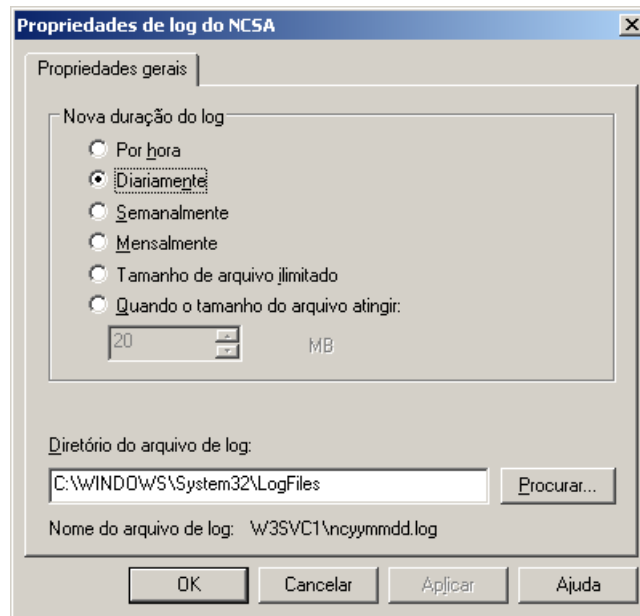 Propriedades de log do NCSA
Propriedades gerais
Nova duração do log
Por hora
Diariamente
Semanalmente
Mensalmente
Tamanho de arquivo ilimitado
Quando o tamanho do arquivo atingir:
20 MB
Diretório do arquivo de log:
C:\WINDOWS\System32\LogFiles Procurar...
Nome do arquivo de log: W3SVC1\ncyymmdd.log
OK Cancelar Aplicar Ajuda